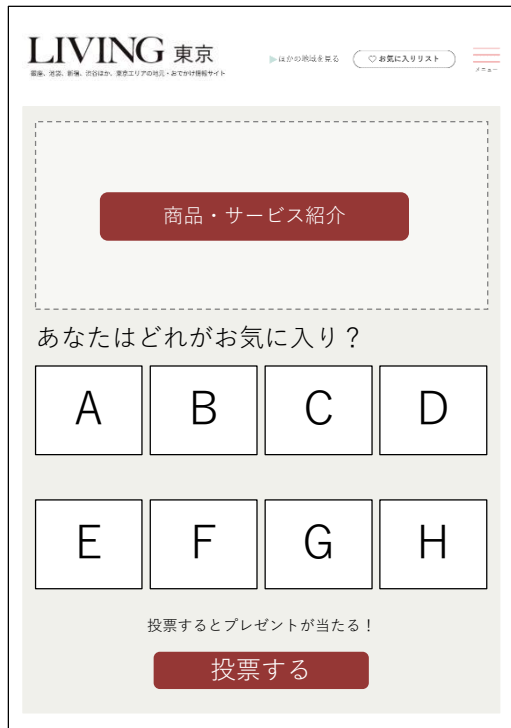 LIVING 東京
銀座、池袋、新宿、渋谷ほか、東京エリアの地元・おでかけ情報サイト
▶ほかの地域を見る
♡お気に入りリスト
メニュー
商品・サービス紹介
あなたはどれがお気に入り？
A B C D
E F G H
投票するとプレゼントが当たる！
投票する